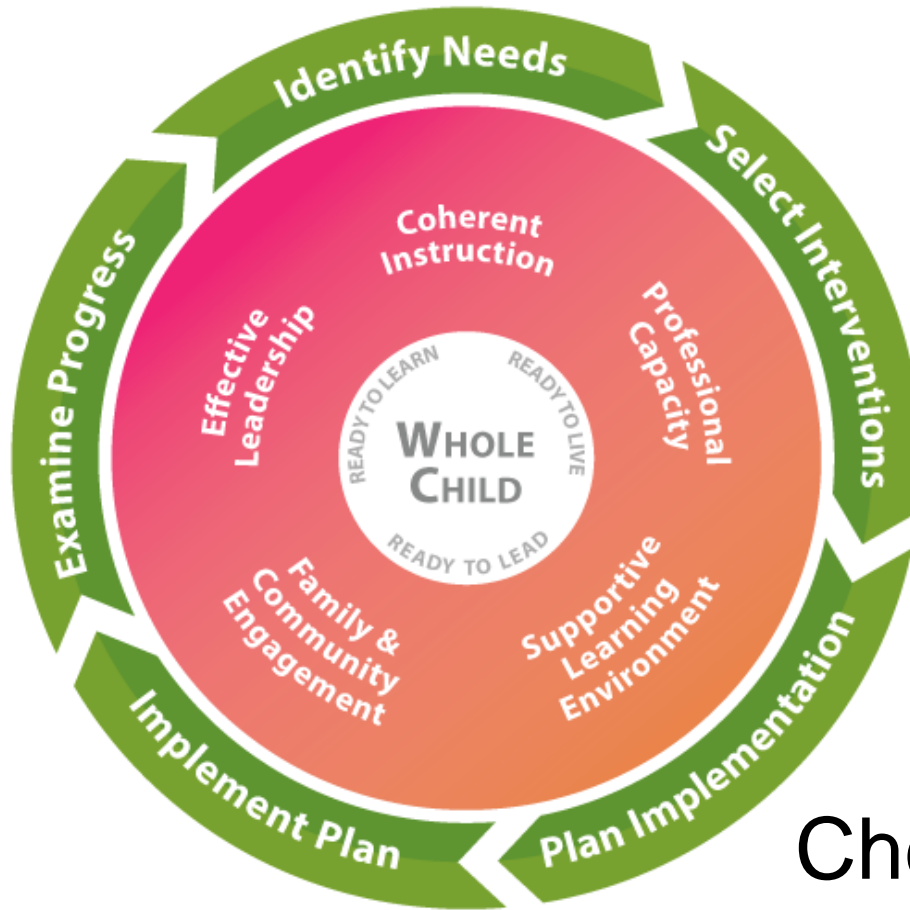 Identify Needs
Select Interventions
Plan Implementation
Implement Plan
Examine Progress
Coherent
Instruction
Professional
Capacity
Supportive
Learning
Environment
Family &
Community
Engagement
Effective
Leadership
READY TO LEARN
READY TO LIVE
READY TO LEAD
WHOLE
CHILD